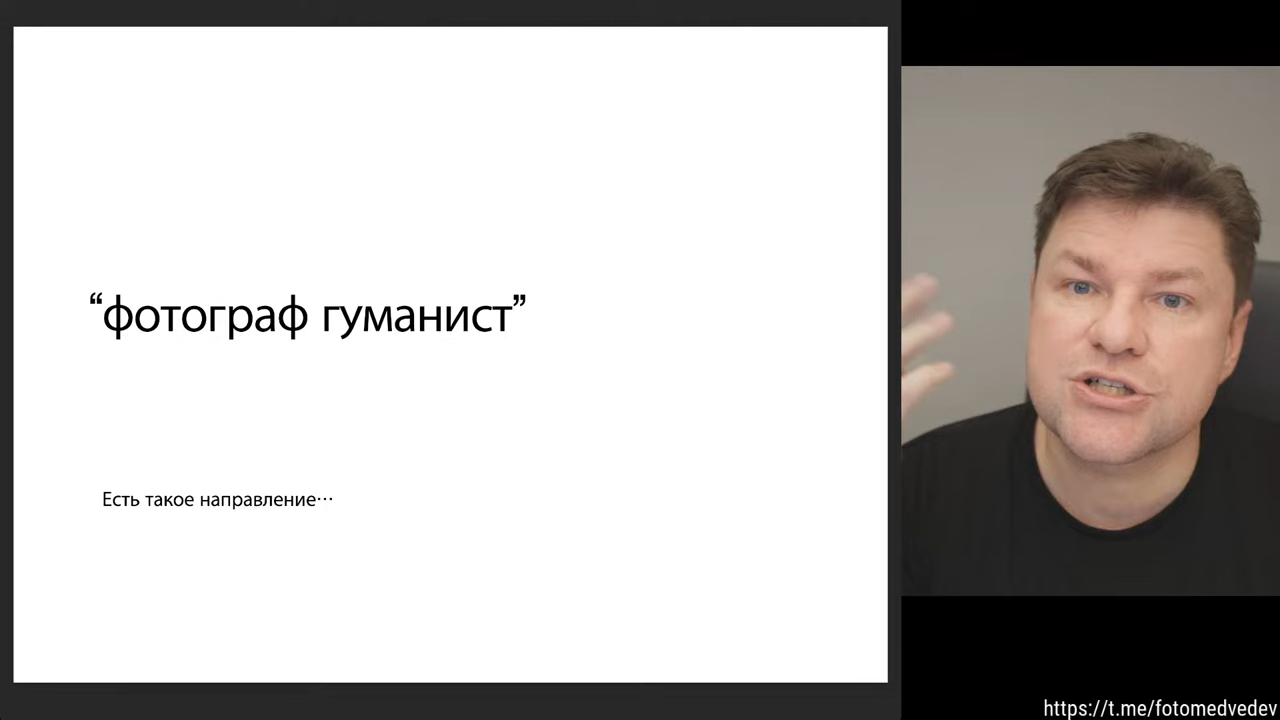 “фотограф гуманист”
Есть такое направление…
https://t.me/fotomedvedev